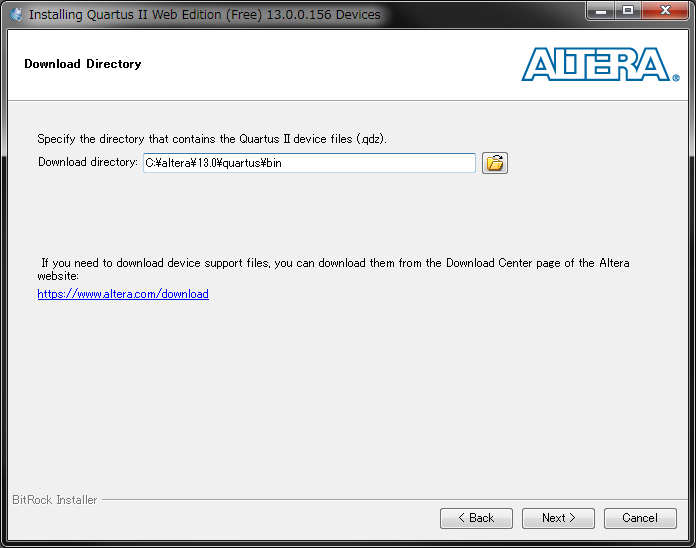 Installing Quartus II Web Edition (Free) 13.0.0.156 Devices
Download Directory
ALTERA®
Specify the directory that contains the Quartus II device files (.qdz).
Download directory: C:¥altera¥13.0¥quartus¥bin
If you need to download device support files, you can download them from the Download Center page of the Altera
website:
https://www.altera.com/download
BitRock Installer
< Back Next > Cancel